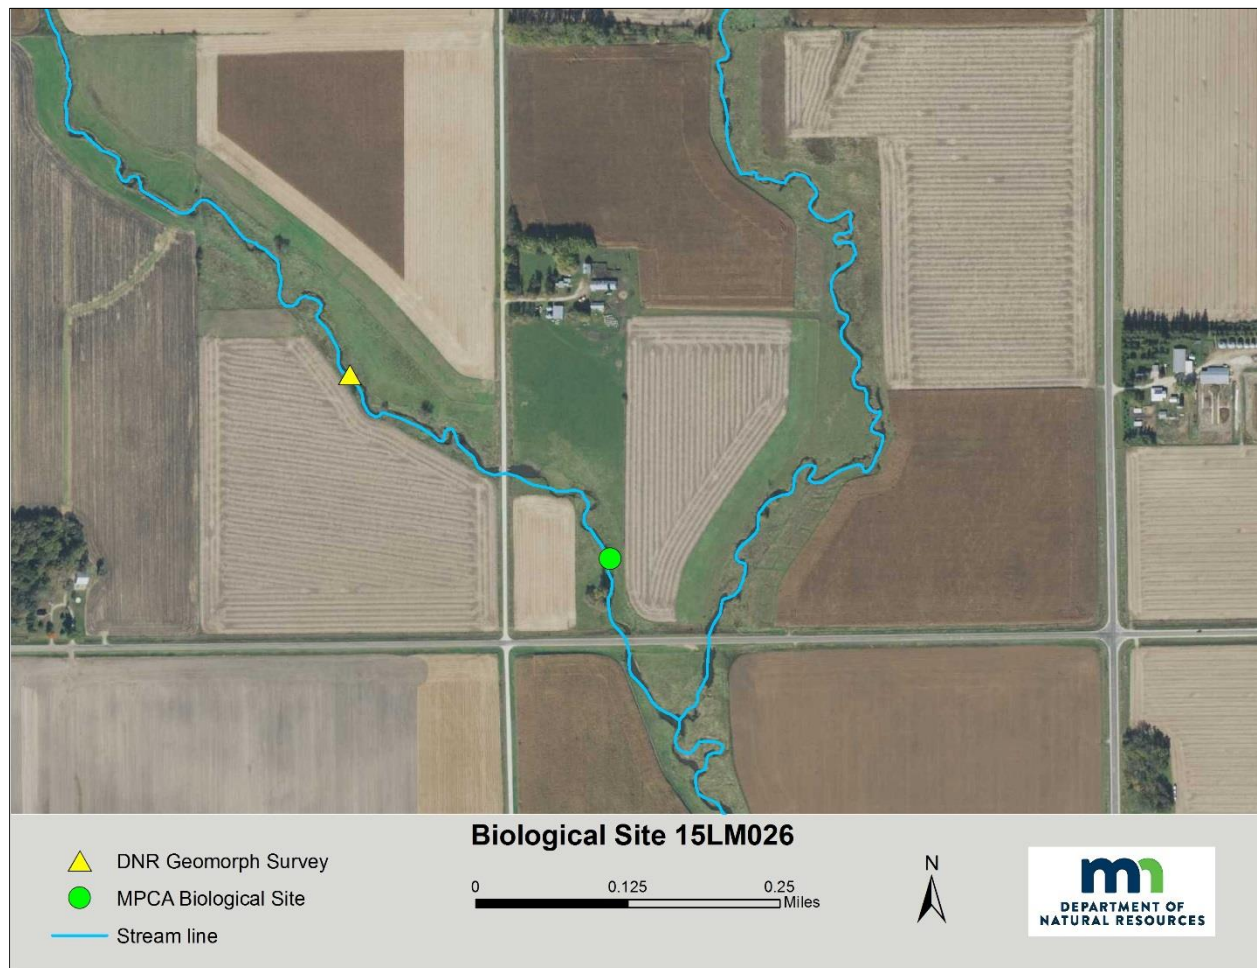 Biological Site 15LM026
DNR Geomorph Survey
MPCA Biological Site
Stream line
0 0.125 0.25
Miles
N
mn
DEPARTMENT OF
NATURAL RESOURCES